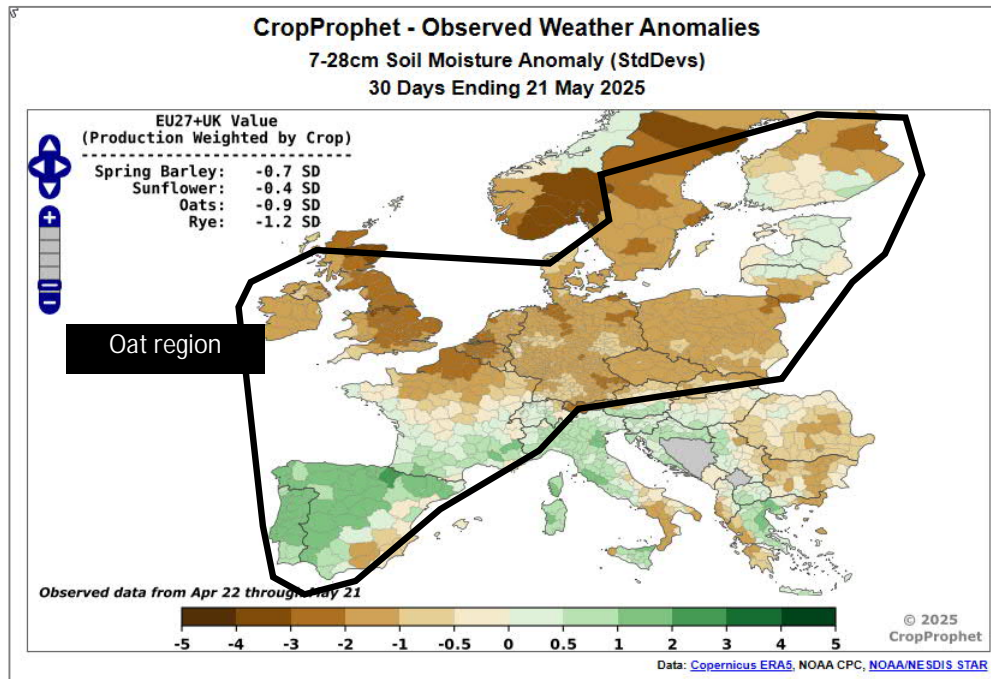 CropProphet - Observed Weather Anomalies
7-28cm Soil Moisture Anomaly (StdDevs)
30 Days Ending 21 May 2025
EU27+UK Value
(Production Weighted by Crop)
-----------------------------
Spring Barley: -0.7 SD
Sunflower: -0.4 SD
Oats: -0.9 SD
Rye: -1.2 SD
Oat region
Observed data from Apr 22 through May 21
-5 -4 -3 -2 -1 -0.5 0 0.5 1 2 3 4 5
© 2025
CropProphet
Data: Copernicus ERA5, NOAA CPC, NOAA/NESDIS STAR